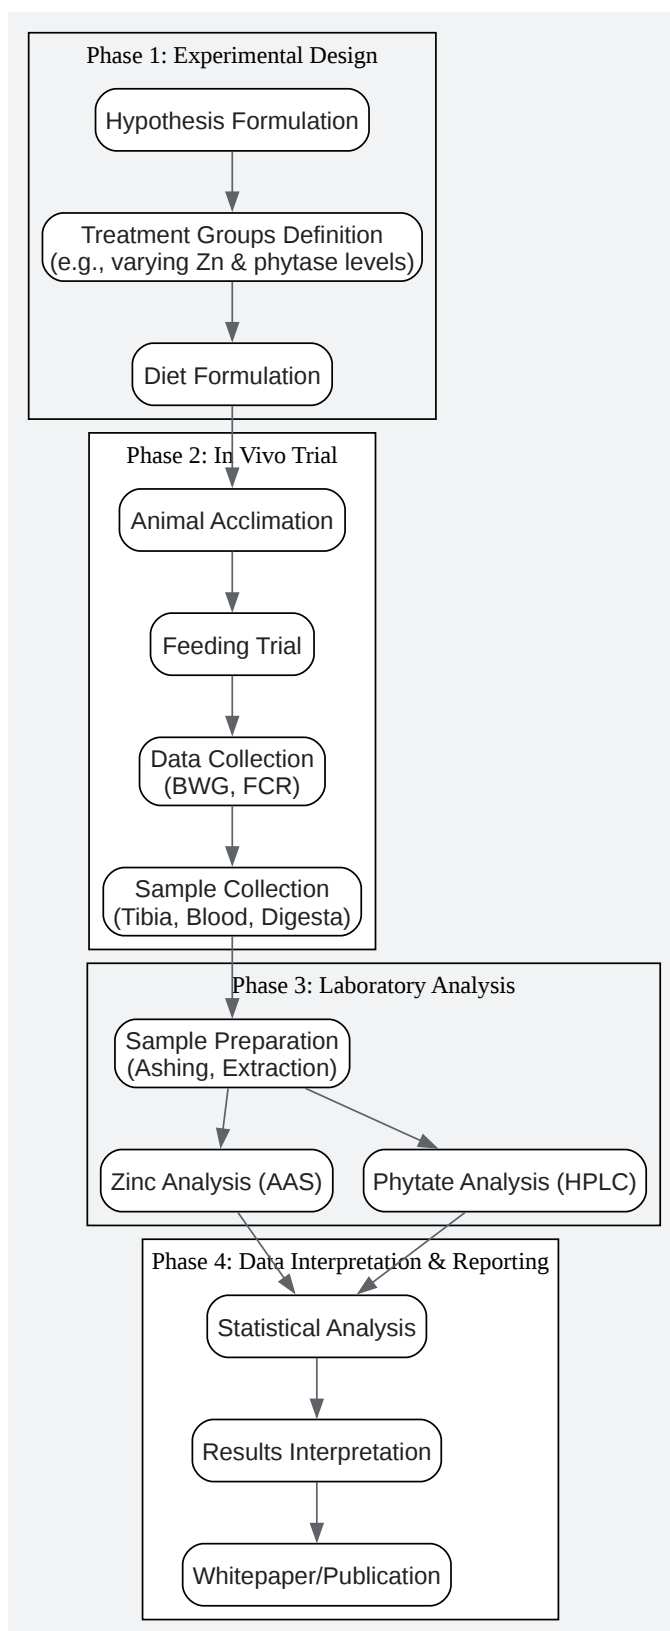 Phase 1: Experimental Design
Hypothesis Formulation
Treatment Groups Definition
(e.g., varying Zn & phytase levels)
Diet Formulation
Phase 2: In Vivo Trial
Animal Acclimation
Feeding Trial
Data Collection
(BWG, FCR)
Sample Collection
(Tibia, Blood, Digesta)
Phase 3: Laboratory Analysis
Sample Preparation
(Ashing, Extraction)
Zinc Analysis (AAS)
Phytate Analysis (HPLC)
Phase 4: Data Interpretation & Reporting
Statistical Analysis
Results Interpretation
Whitepaper/Publication